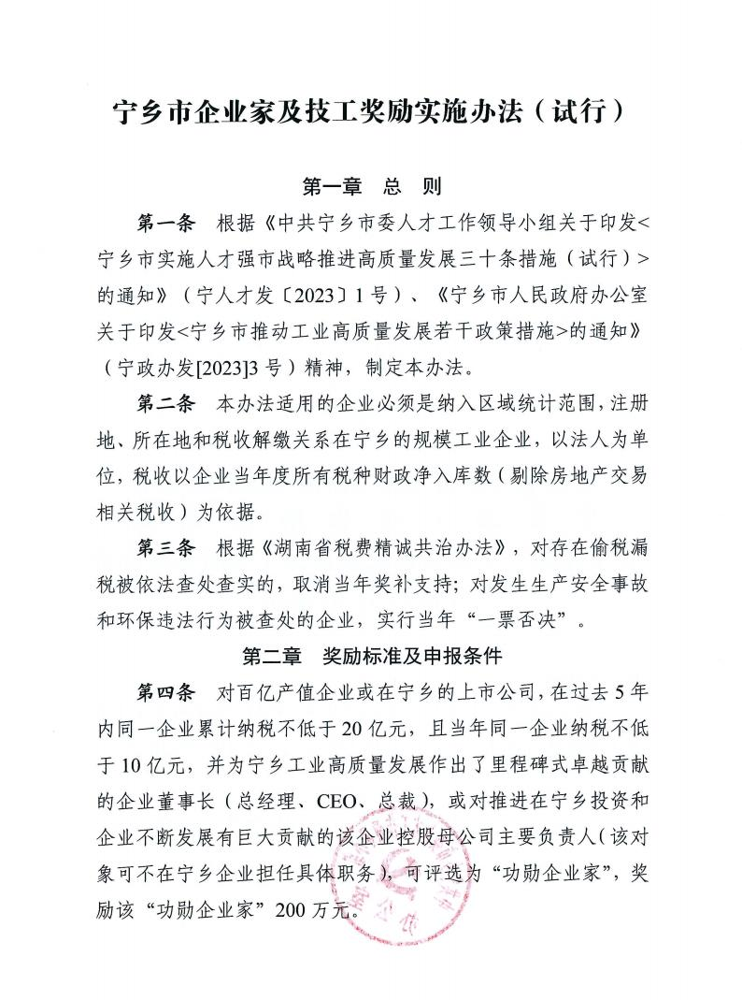 宁乡市企业家及技工奖励实施办法（试行）
第一章　总　则
第一条　根据《中共宁乡市委人才工作领导小组关于印发<
宁乡市实施人才强市战略推进高质量发展三十条措施（试行）>
的通知》（宁人才发〔2023〕1 号）、《宁乡市人民政府办公室
关于印发<宁乡市推动工业高质量发展若干政策措施>的通知》
（宁政办发[2023]3 号）精神，制定本办法。
第二条　本办法适用的企业必须是纳入区域统计范围，注册
地、所在地和税收解缴关系在宁乡的规模工业企业，以法人为单
位，税收以企业当年度所有税种财政净入库数（剔除房地产交易
相关税收）为依据。
第三条　根据《湖南省税费精诚共治办法》，对存在偷税漏
税被依法查处查实的，取消当年奖补支持；对发生生产安全事故
和环保违法行为被查处的企业，实行当年“一票否决”。
第二章　奖励标准及申报条件
第四条　对百亿产值企业或在宁乡的上市公司，在过去 5 年
内同一企业累计纳税不低于 20 亿元，且当年同一企业纳税不低
于 10 亿元，并为宁乡工业高质量发展作出了里程碑式卓越贡献
的企业董事长（总经理、CEO、总裁），或对推进在宁乡投资和
企业不断发展有巨大贡献的该企业控股母公司主要负责人（该对
象可不在宁乡企业担任具体职务），可评选为“功勋企业家”，奖
励该“功勋企业家”200 万元。